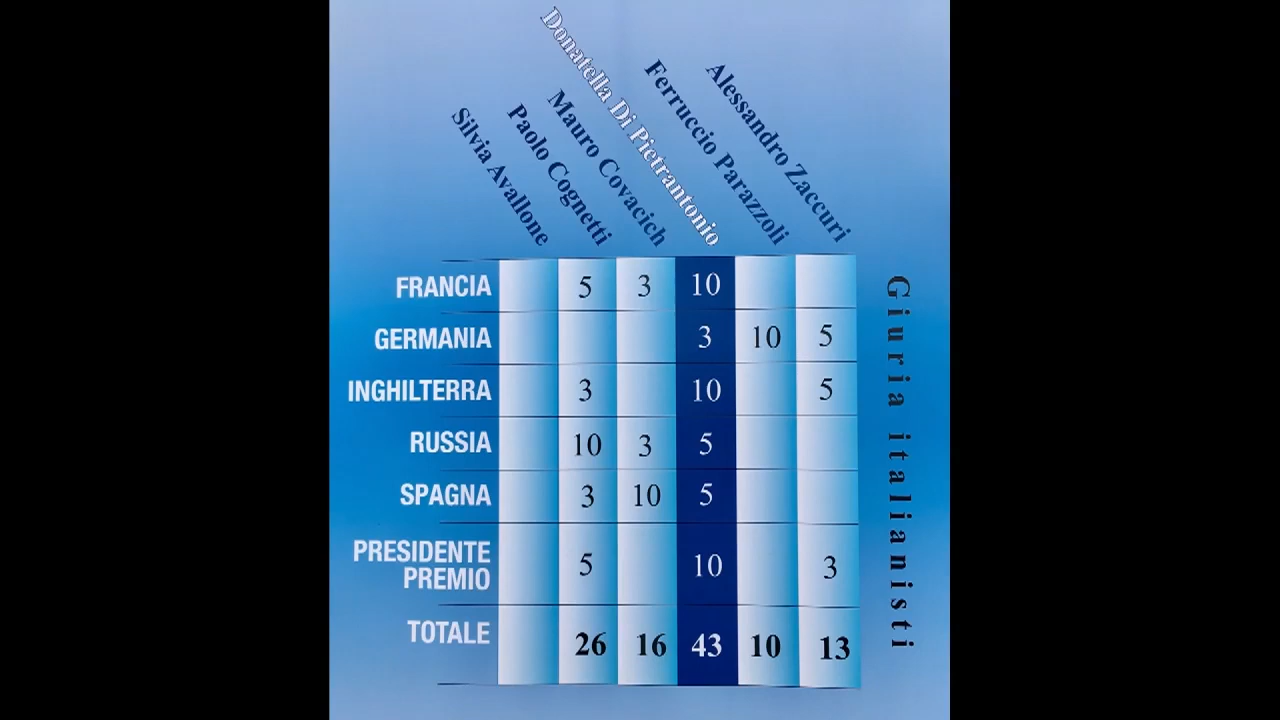 Silvia Avallone
Paolo Cognetti
Mauro Covacich
Donatella Di Pietrantonio
Ferruccio Parazzoli
Alessandro Zaccuri
FRANCIA 5 3 10
GERMANIA 3 10 5
INGHILTERRA 3 10 5
RUSSIA 10 3 5
SPAGNA 3 10 5
PRESIDENTE
PREMIO 5 10 3
TOTALE 26 16 43 10 13
Giuria italianisti